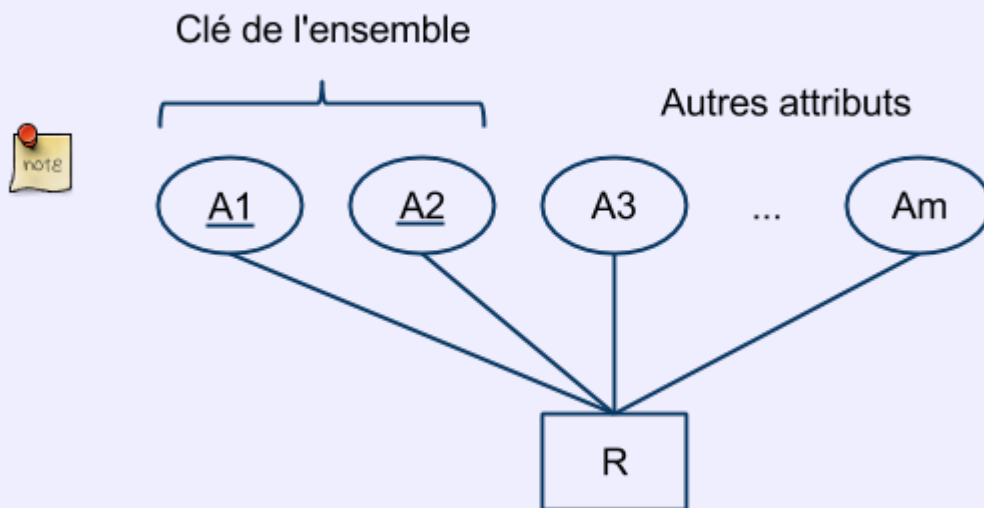 Clé de l'ensemble
Autres attributs
note
A1 A2 A3 ... Am
R